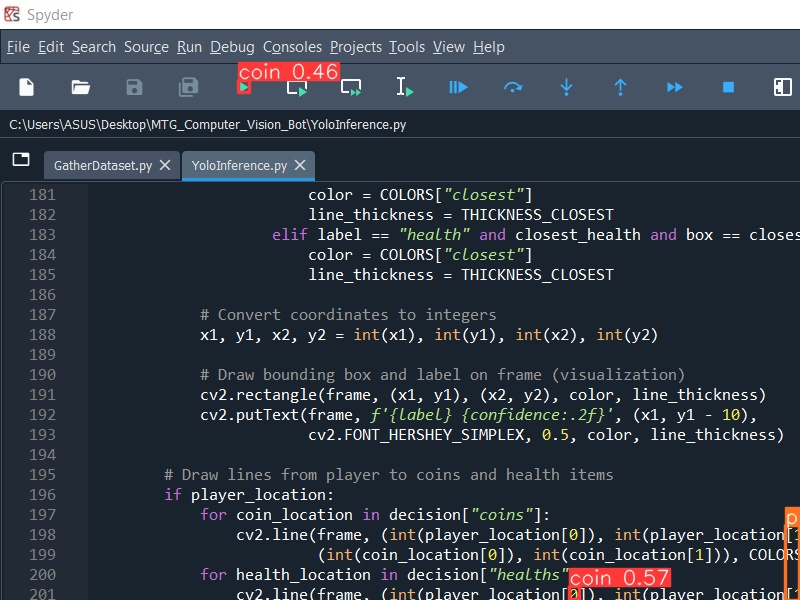 Spyder
File Edit Search Source Run Debug Consoles Projects Tools View Help
coin 0.46
C:\Users\ASUS\Desktop\MTG_Computer_Vision_Bot\YoloInference.py
GatherDataset.py YoloInference.py
181 color = COLORS["closest"]
182 line_thickness = THICKNESS_CLOSEST
183 elif label == "health" and closest_health and box == closes
184 color = COLORS["closest"]
185 line_thickness = THICKNESS_CLOSEST
186
187 # Convert coordinates to integers
188 x1, y1, x2, y2 = int(x1), int(y1), int(x2), int(y2)
189
190 # Draw bounding box and label on frame (visualization)
191 cv2.rectangle(frame, (x1, y1), (x2, y2), color, line_thickness)
192 cv2.putText(frame, f'{label} {confidence:.2f}', (x1, y1 - 10),
193 cv2.FONT_HERSHEY_SIMPLEX, 0.5, color, line_thickness)
194
195 # Draw lines from player to coins and health items
196 if player_location:
197 for coin_location in decision["coins"]:
p
198 cv2.line(frame, (int(player_location[0]), int(player_location[1
199 (int(coin_location[0]), int(coin_location[1])), COLORS
200 for health_location in decision["healths"
coin 0.57
201 cv2.line(frame, (int(player_location[0]), int(player_location[1